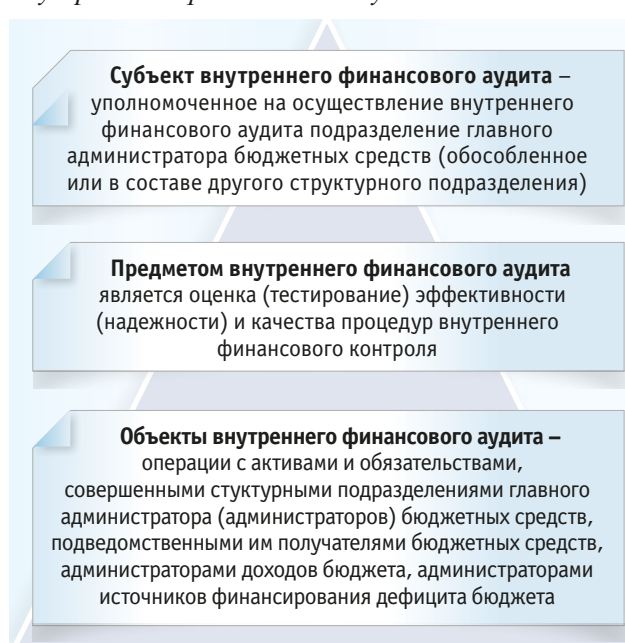 Субъект внутреннего финансового аудита –
уполномоченное на осуществление внутреннего
финансового аудита подразделение главного
администратора бюджетных средств (обособленное
или в составе другого структурного подразделения)
Предметом внутреннего финансового аудита
является оценка (тестирование) эффективности
(надежности) и качества процедур внутреннего
финансового контроля
Объекты внутреннего финансового аудита –
операции с активами и обязательствами,
совершенными стуктурными подразделениями главного
администратора (администраторов) бюджетных средств,
подведомственными им получателями бюджетных средств,
администраторами доходов бюджета, администраторами
источников финансирования дефицита бюджета